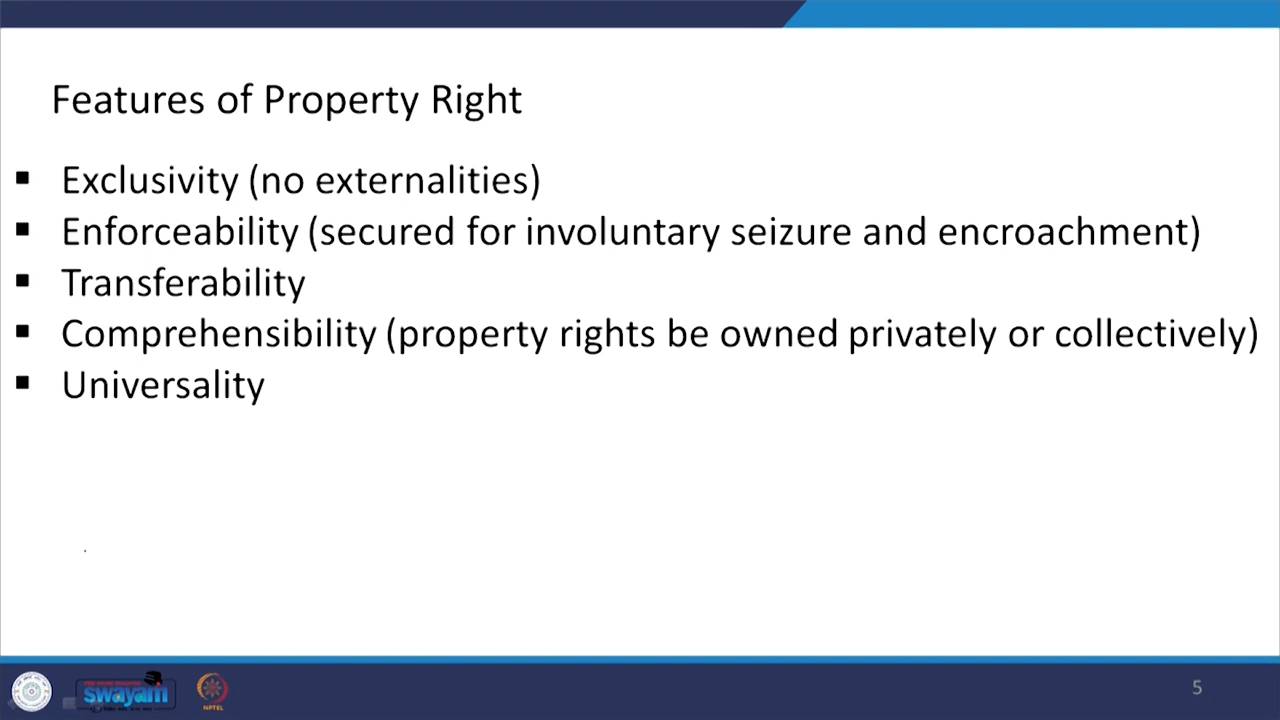 Features of Property Right
▪ Exclusivity (no externalities)
▪ Enforceability (secured for involuntary seizure and encroachment)
▪ Transferability
▪ Comprehensibility (property rights be owned privately or collectively)
▪ Universality
.
swayam
NPTEL
5